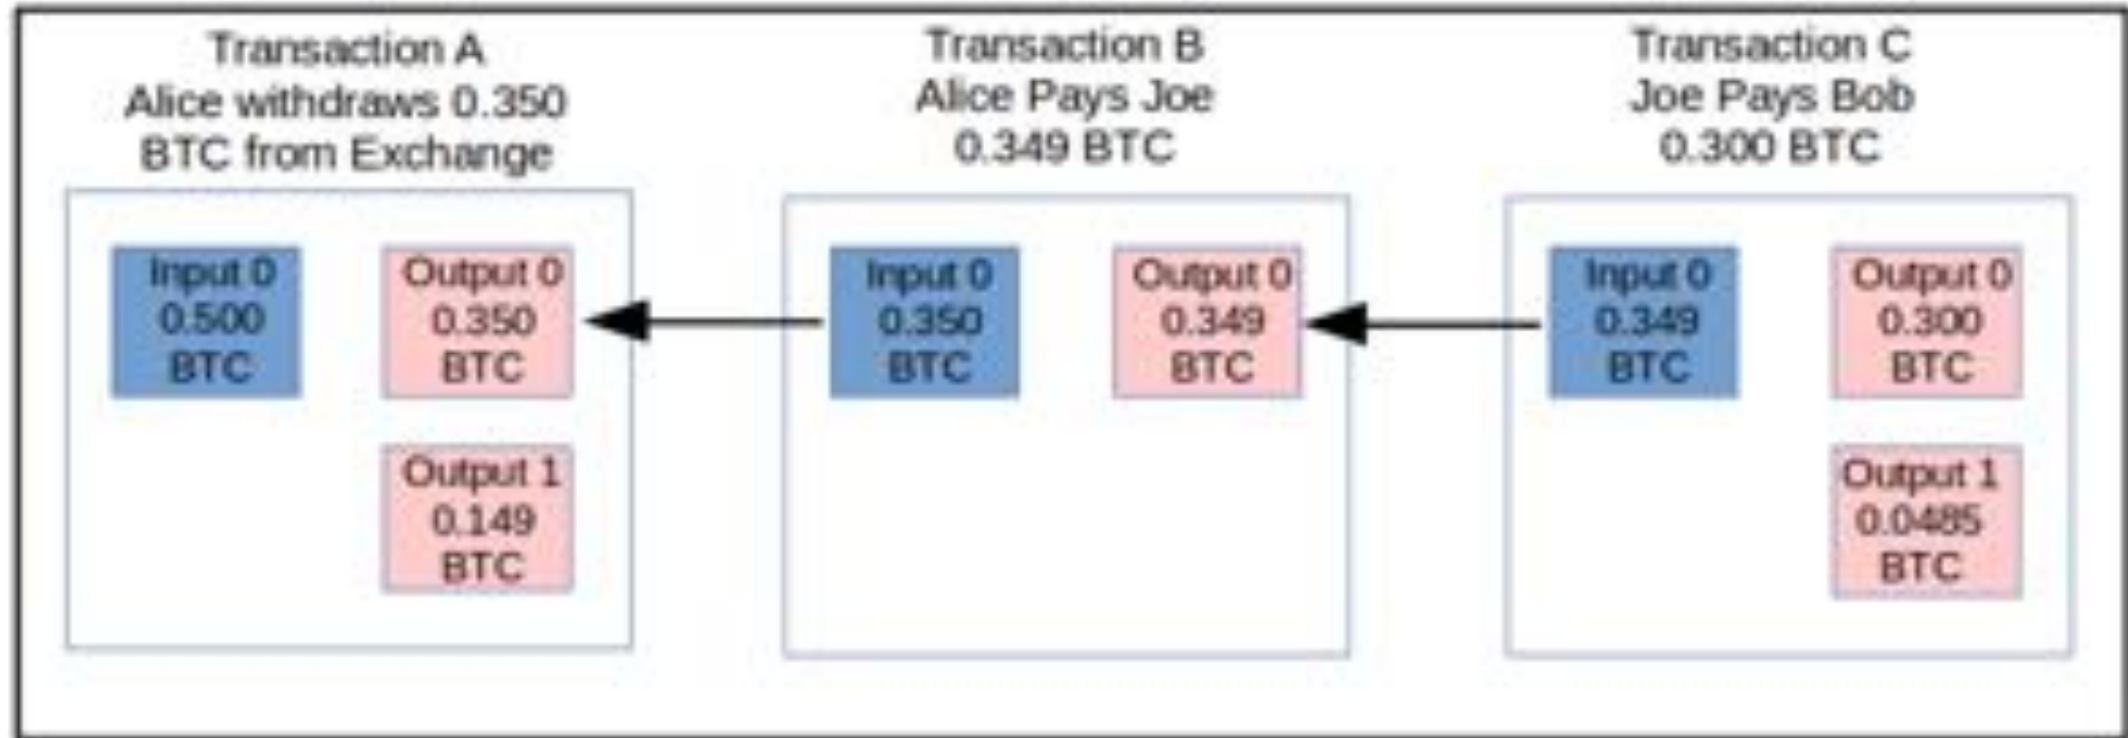 Transaction A
Alice withdraws 0.350
BTC from Exchange
Input 0
0.500
BTC
Output 0
0.350
BTC
Output 1
0.149
BTC
Transaction B
Alice Pays Joe
0.349 BTC
Input 0
0.350
BTC
Output 0
0.349
BTC
Transaction C
Joe Pays Bob
0.300 BTC
Input 0
0.349
BTC
Output 0
0.300
BTC
Output 1
0.0485
BTC